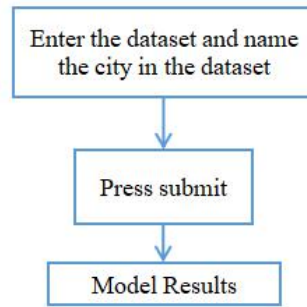 Enter the dataset and name
the city in the dataset
Press submit
Model Results